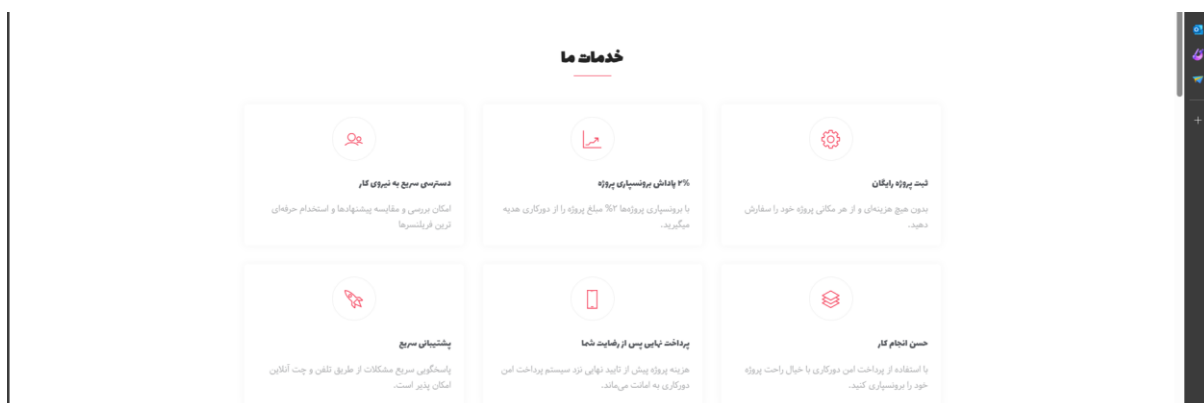 خدمات ما
ثبت پروژه رایگان
بدون هیچ هزینه‌ای و از هر مکانی پروژه خود را سفارش
دهید.
۲% پاداش برونسپاری پروژه
با برونسپاری پروژه‌ها ۲% مبلغ پروژه را از دورکاری هدیه
میگیرید.
دسترسی سریع به نیروی کار
امکان بررسی و مقایسه پیشنهادها و استخدام حرفه‌ای
ترین فریلنسرها
حسن انجام کار
با استفاده از پرداخت امن دورکاری با خیال راحت پروژه
خود را برونسپاری کنید.
پرداخت نهایی پس از رضایت شما
هزینه پروژه پیش از تایید نهایی نزد سیستم پرداخت امن
دورکاری به امانت می‌ماند.
پشتیبانی سریع
پاسخگویی سریع مشکلات از طریق تلفن و چت آنلاین
امکان پذیر است.